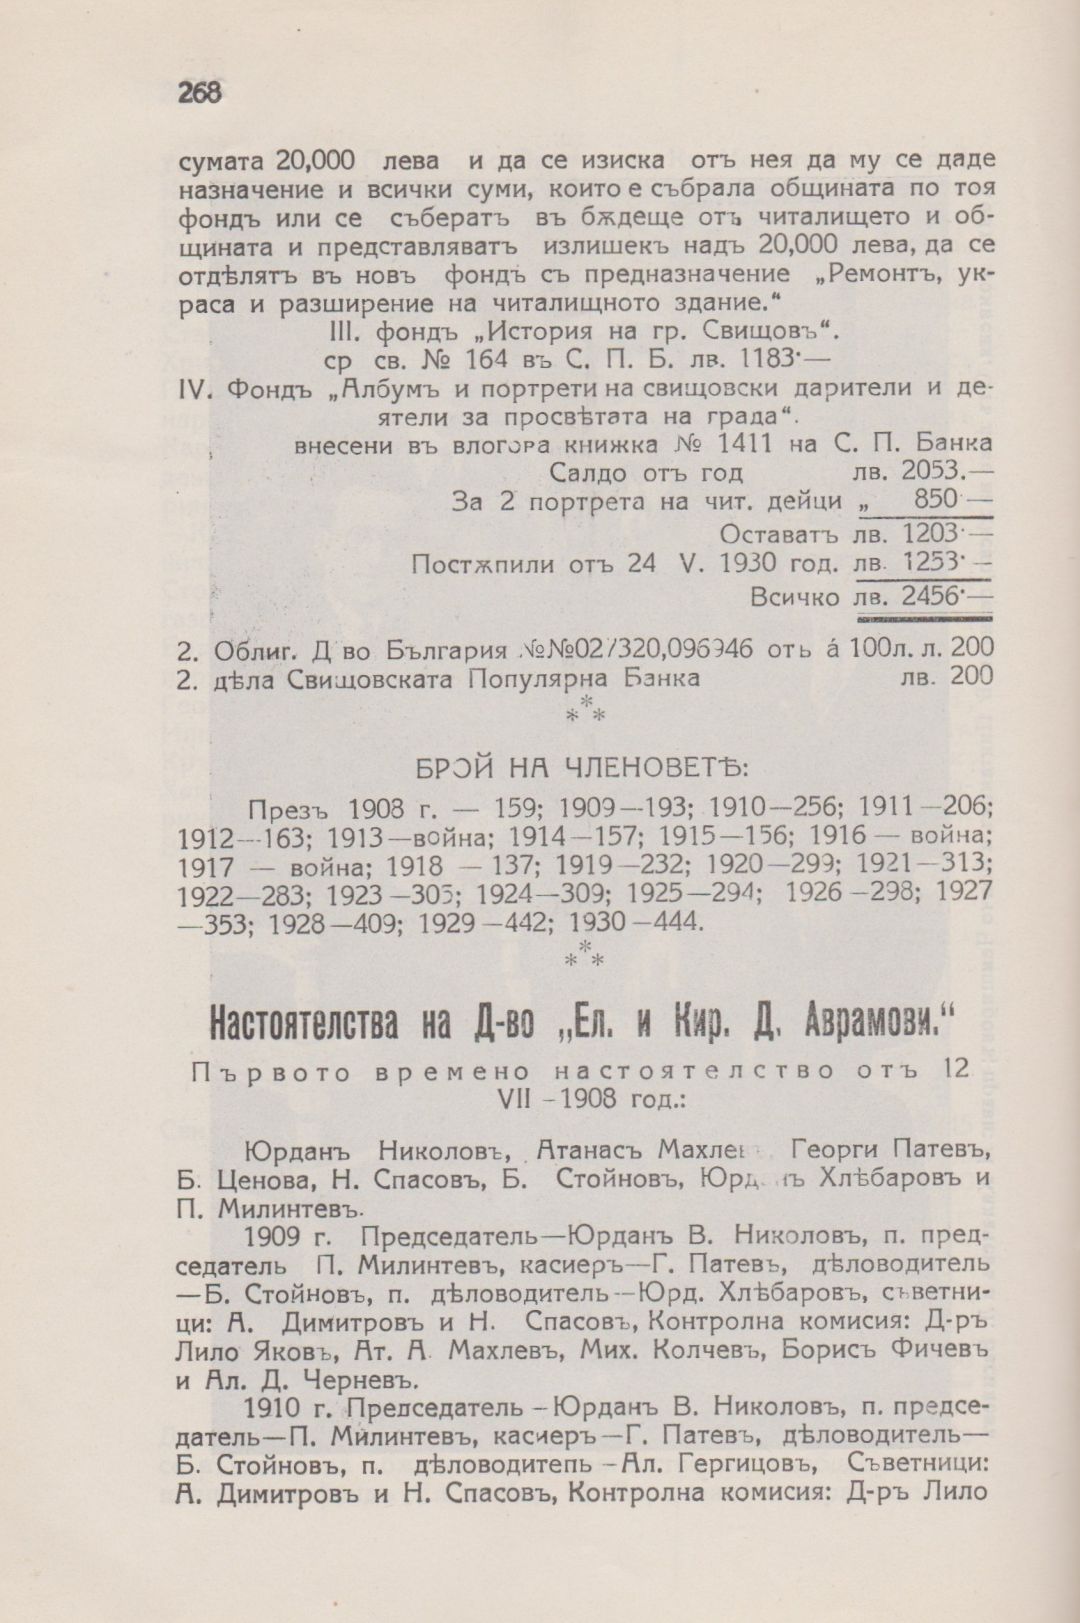 268
сумата 20,000 лева и да се изиска отъ нея да му се даде
назначение и всички суми, които е събрала общината по тоя
фондъ или се събератъ въ бѫдеще отъ читалището и об-
щината и представляватъ излишекъ надъ 20,000 лева, да се
отдѣлятъ въ новъ фондъ съ предназначение „Ремонтъ, ук-
раса и разширение на читалищното здание.“
III. фондъ „История на гр. Свищовъ“.
ср св. № 164 въ С. П. Б. лв. 1183·—
IV. Фондъ „Албумъ и портрети на свищовски дарители и де-
ятели за просвѣтата на града“.
внесени въ влогора книжка № 1411 на С. П. Банка
Салдо отъ год лв. 2053.—
За 2 портрета на чит. дейци „ 850·—
Оставатъ лв. 1203·—
Постѫпили отъ 24 V. 1930 год. лв. 1253·—
Всичко лв. 2456·—
2. Облиг. Д во България №№027320,096946 отъ á 100л. л. 200
2. дѣла Свищовската Популярна Банка лв. 200
***
БРОЙ НА ЧЛЕНОВЕТѢ:
Презъ 1908 г. — 159; 1909—193; 1910—256; 1911—206;
1912—163; 1913—война; 1914—157; 1915—156; 1916 — война;
1917 — война; 1918 — 137; 1919—232; 1920—299; 1921—313;
1922—283; 1923—305; 1924—309; 1925—294; 1926—298; 1927
—353; 1928—409; 1929—442; 1930—444.
***
Настоятелства на Д-во „Ел. и Кир. Д. Аврамови.“
Първото времено настоятелство отъ 12
VII –1908 год.:
Юрданъ Николовъ, Атанасъ Георги Патевъ,
Б. Ценова, Н. Спасовъ, Б. Стойновъ, Хлѣбаровъ и
П. Милинтевъ.
1909 г. Председатель—Юрданъ В. Николовъ, п. пред-
седатель П. Милинтевъ, касиеръ—Г. Патевъ, дѣловодитель
—Б. Стойновъ, п. дѣловодитель—Юрд. Хлѣбаровъ, съветни-
ци: А. Димитровъ и Н. Спасовъ, Контролна комисия: Д-ръ
Лило Яковъ, Ат. А. Махлевъ, Мих. Колчевъ, Борисъ Фичевъ
и Ал. Д. Черневъ.
1910 г. Председатель – Юрданъ В. Николовъ, п. предсе-
датель—П. Милинтевъ, касиеръ—Г. Патевъ, дѣловодитель—
Б. Стойновъ, п. дѣловодитель –Ал. Гергицовъ, Съветници:
А. Димитровъ и Н. Спасовъ, Контролна комисия: Д-ръ Лило